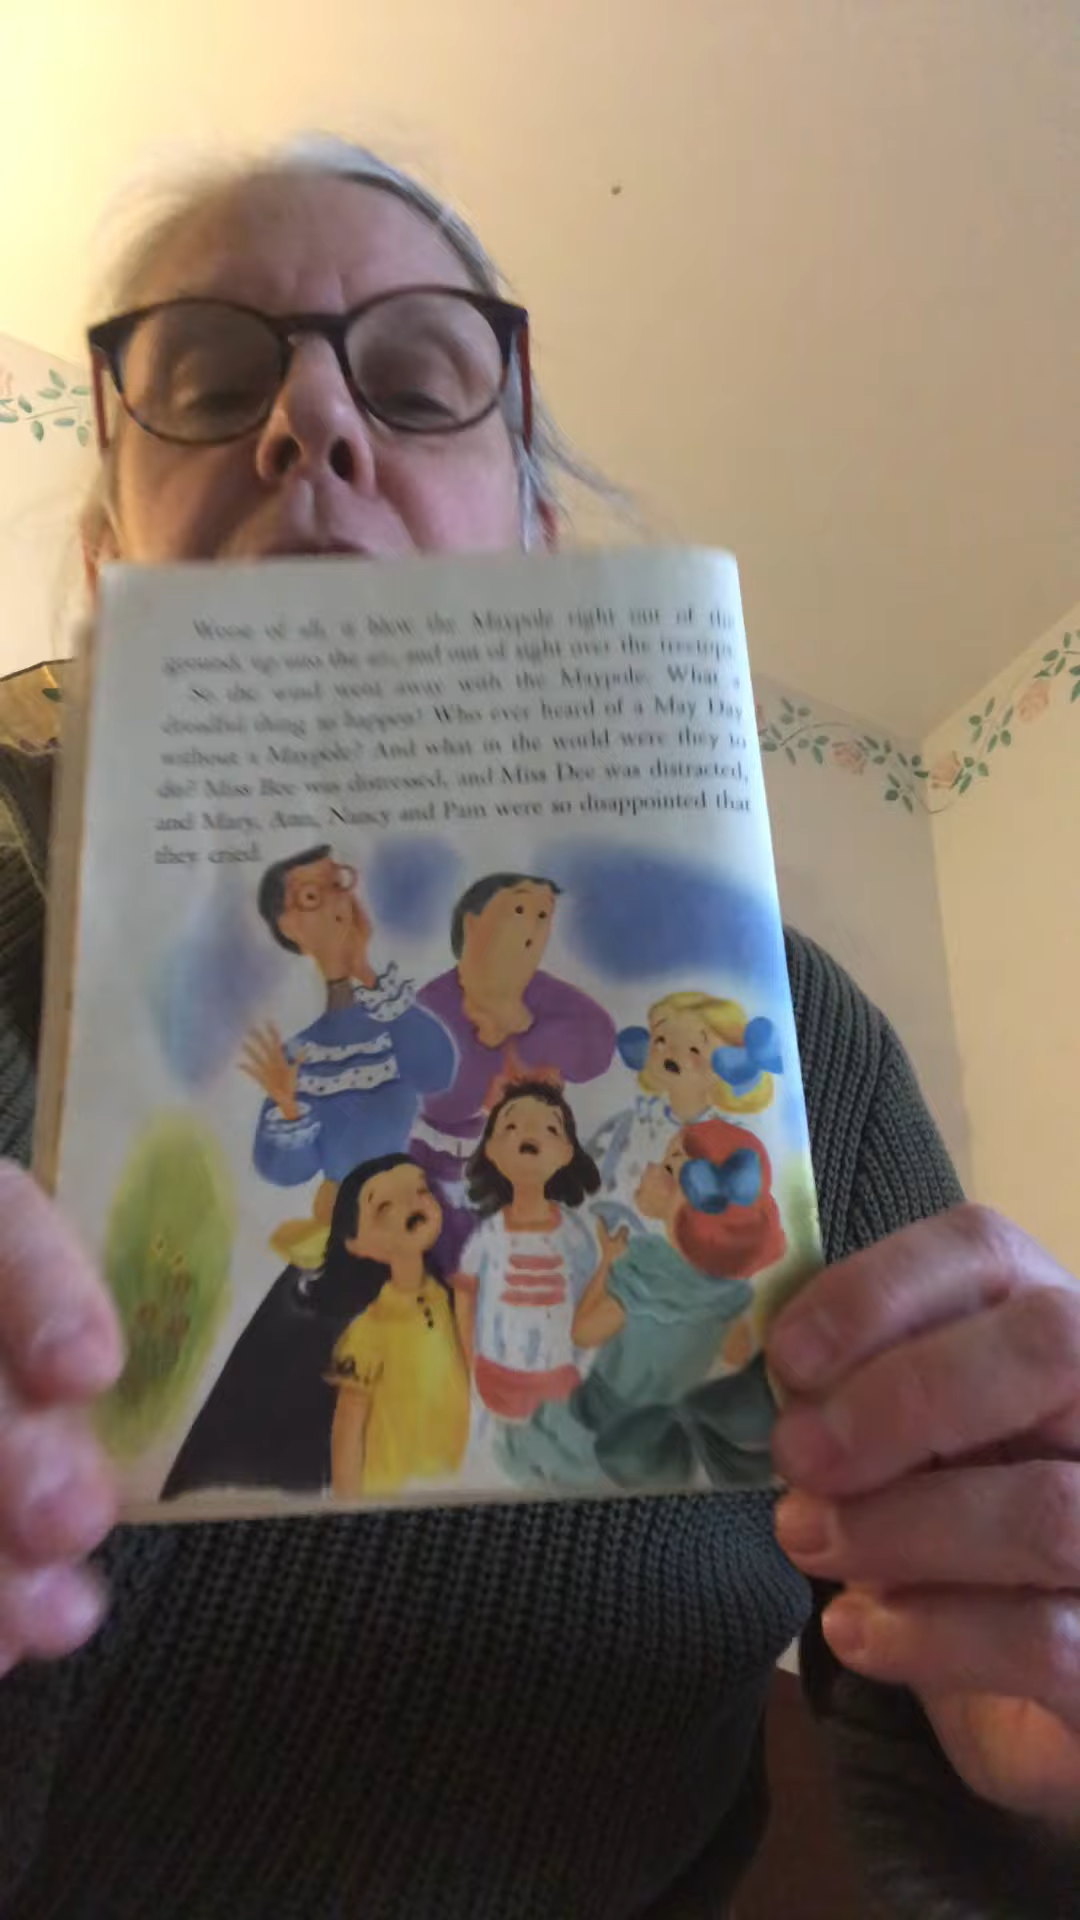 Worse of all, it blew the Maypole right out of the
ground, up into the air, and out of sight over the treetops.
So the wind went away with the Maypole. What a
dreadful thing to happen! Who ever heard of a May Day
without a Maypole? And what in the world were they to
do? Miss Bee was distressed, and Miss Dee was distracted,
and Mary, Ann, Nancy and Pam were so disappointed that
they cried.